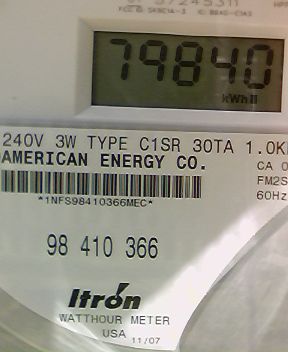 79840
kWh
240V 3W TYPE C1SR 30TA 1.0K
AMERICAN ENERGY CO.
CA 0
FM2S
60Hz
*1NFS98410366MEC*
98 410 366
Itron
WATTHOUR METER
USA 11/07